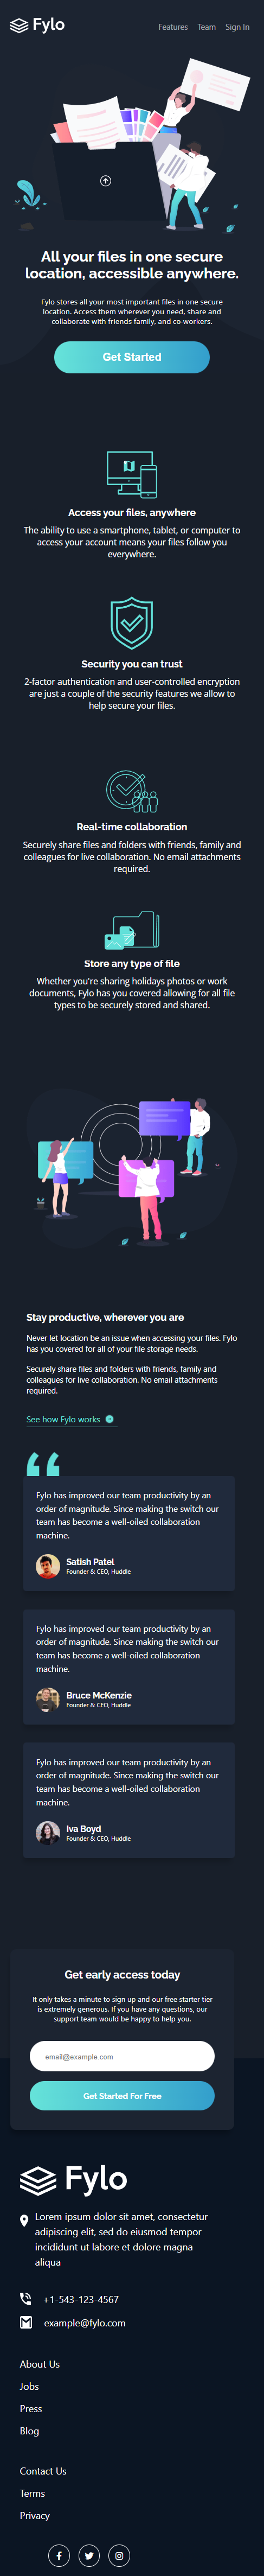 Fylo
Features Team Sign In
All your files in one secure
location, accessible anywhere.
Fylo stores all your most important files in one secure
location. Access them wherever you need, share and
collaborate with friends family, and co-workers.
Get Started
Access your files, anywhere
The ability to use a smartphone, tablet, or computer to
access your account means your files follow you
everywhere.
Security you can trust
2-factor authentication and user-controlled encryption
are just a couple of the security features we allow to
help secure your files.
Real-time collaboration
Securely share files and folders with friends, family and
colleagues for live collaboration. No email attachments
required.
Store any type of file
Whether you're sharing holidays photos or work
documents, Fylo has you covered allowing for all file
types to be securely stored and shared.
Stay productive, wherever you are
Never let location be an issue when accessing your files. Fylo
has you covered for all of your file storage needs.
Securely share files and folders with friends, family and
colleagues for live collaboration. No email attachments
required.
See how Fylo works
“
Fylo has improved our team productivity by an
order of magnitude. Since making the switch our
team has become a well-oiled collaboration
machine.
Satish Patel
Founder & CEO, Huddle
Fylo has improved our team productivity by an
order of magnitude. Since making the switch our
team has become a well-oiled collaboration
machine.
Bruce McKenzie
Founder & CEO, Huddle
Fylo has improved our team productivity by an
order of magnitude. Since making the switch our
team has become a well-oiled collaboration
machine.
Iva Boyd
Founder & CEO, Huddle
Get early access today
It only takes a minute to sign up and our free starter tier
is extremely generous. If you have any questions, our
support team would be happy to help you.
email@example.com
Get Started For Free
Fylo
Lorem ipsum dolor sit amet, consectetur
adipiscing elit, sed do eiusmod tempor
incididunt ut labore et dolore magna
aliqua
+1-543-123-4567
example@fylo.com
About Us
Jobs
Press
Blog
Contact Us
Terms
Privacy